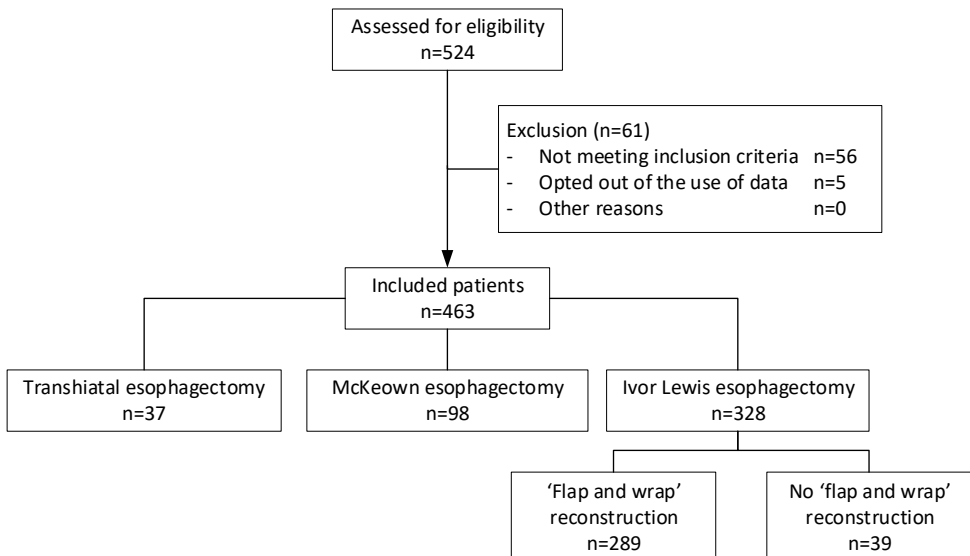 Assessed for eligibility
n=524
Exclusion (n=61)
- Not meeting inclusion criteria n=56
- Opted out of the use of data n=5
- Other reasons n=0
Included patients
n=463
Transhiatal esophagectomy
n=37
McKeown esophagectomy
n=98
Ivor Lewis esophagectomy
n=328
‘Flap and wrap’
reconstruction
n=289
No ‘flap and wrap’
reconstruction
n=39